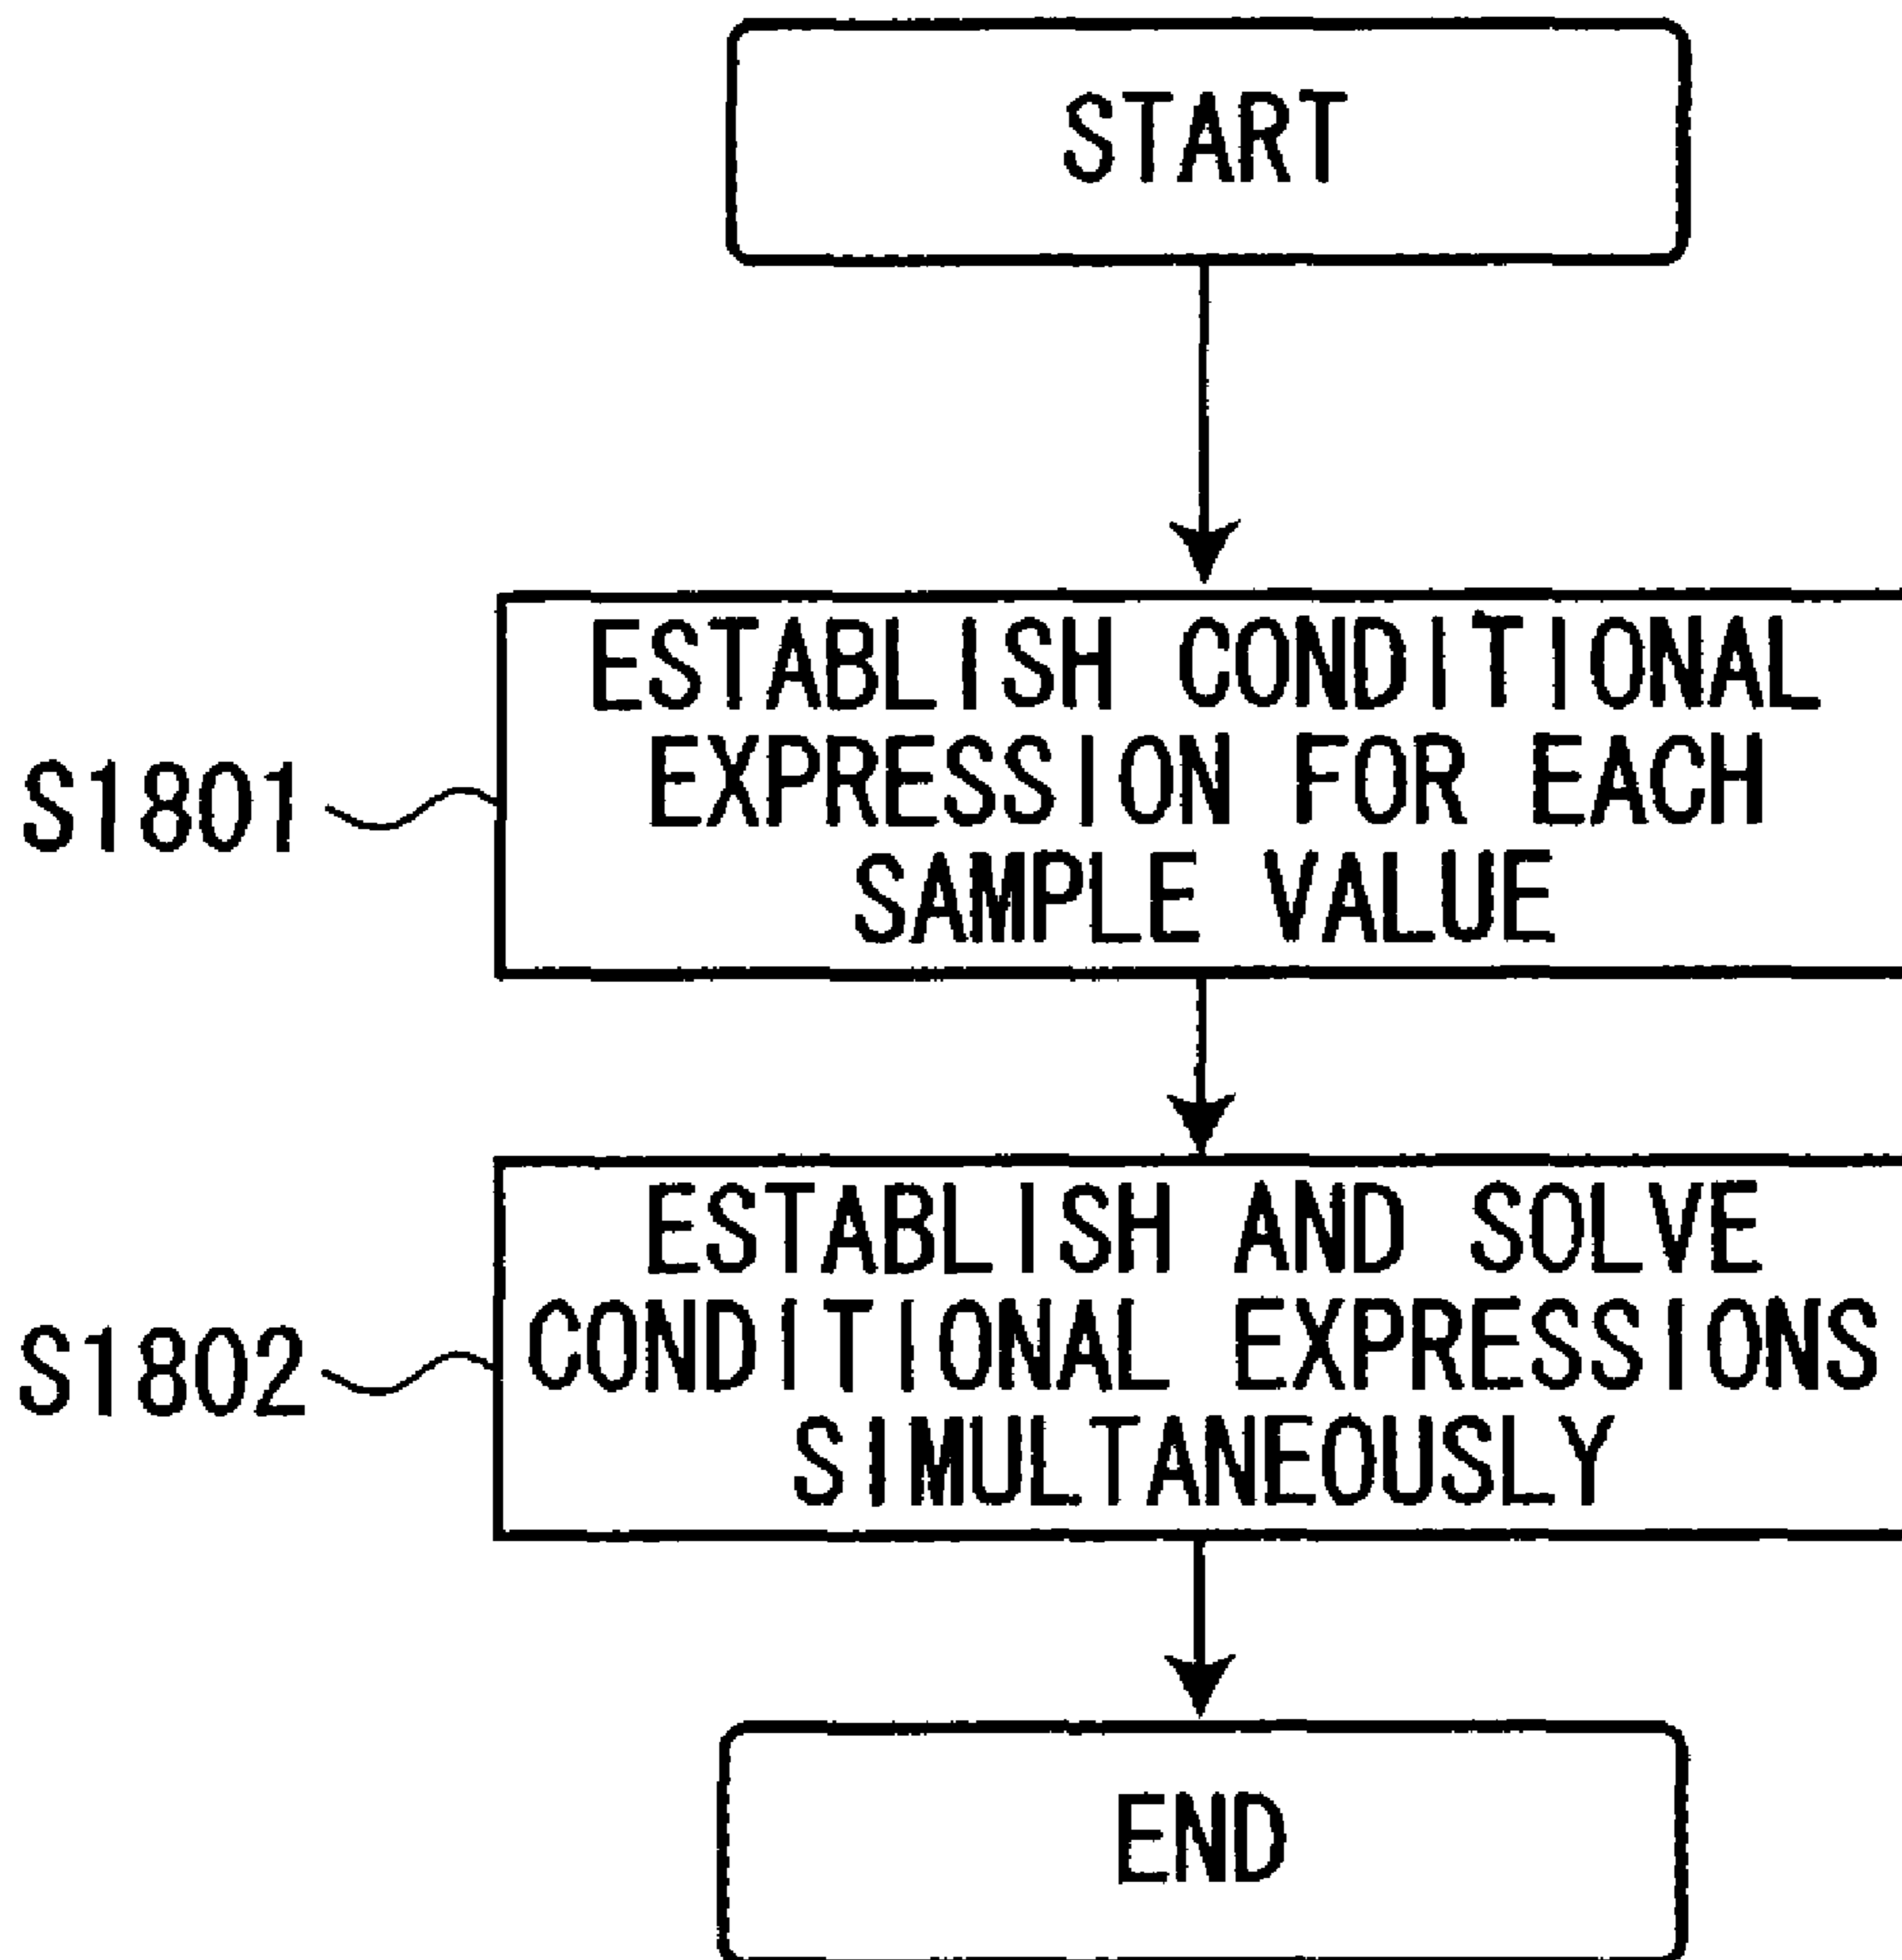 START
ESTABLISH CONDITIONAL
EXPRESSION FOR EACH
SAMPLE VALUE
S1801
ESTABLISH AND SOLVE
CONDITIONAL EXPRESSIONS
SIMULTANEOUSLY
S1802
END